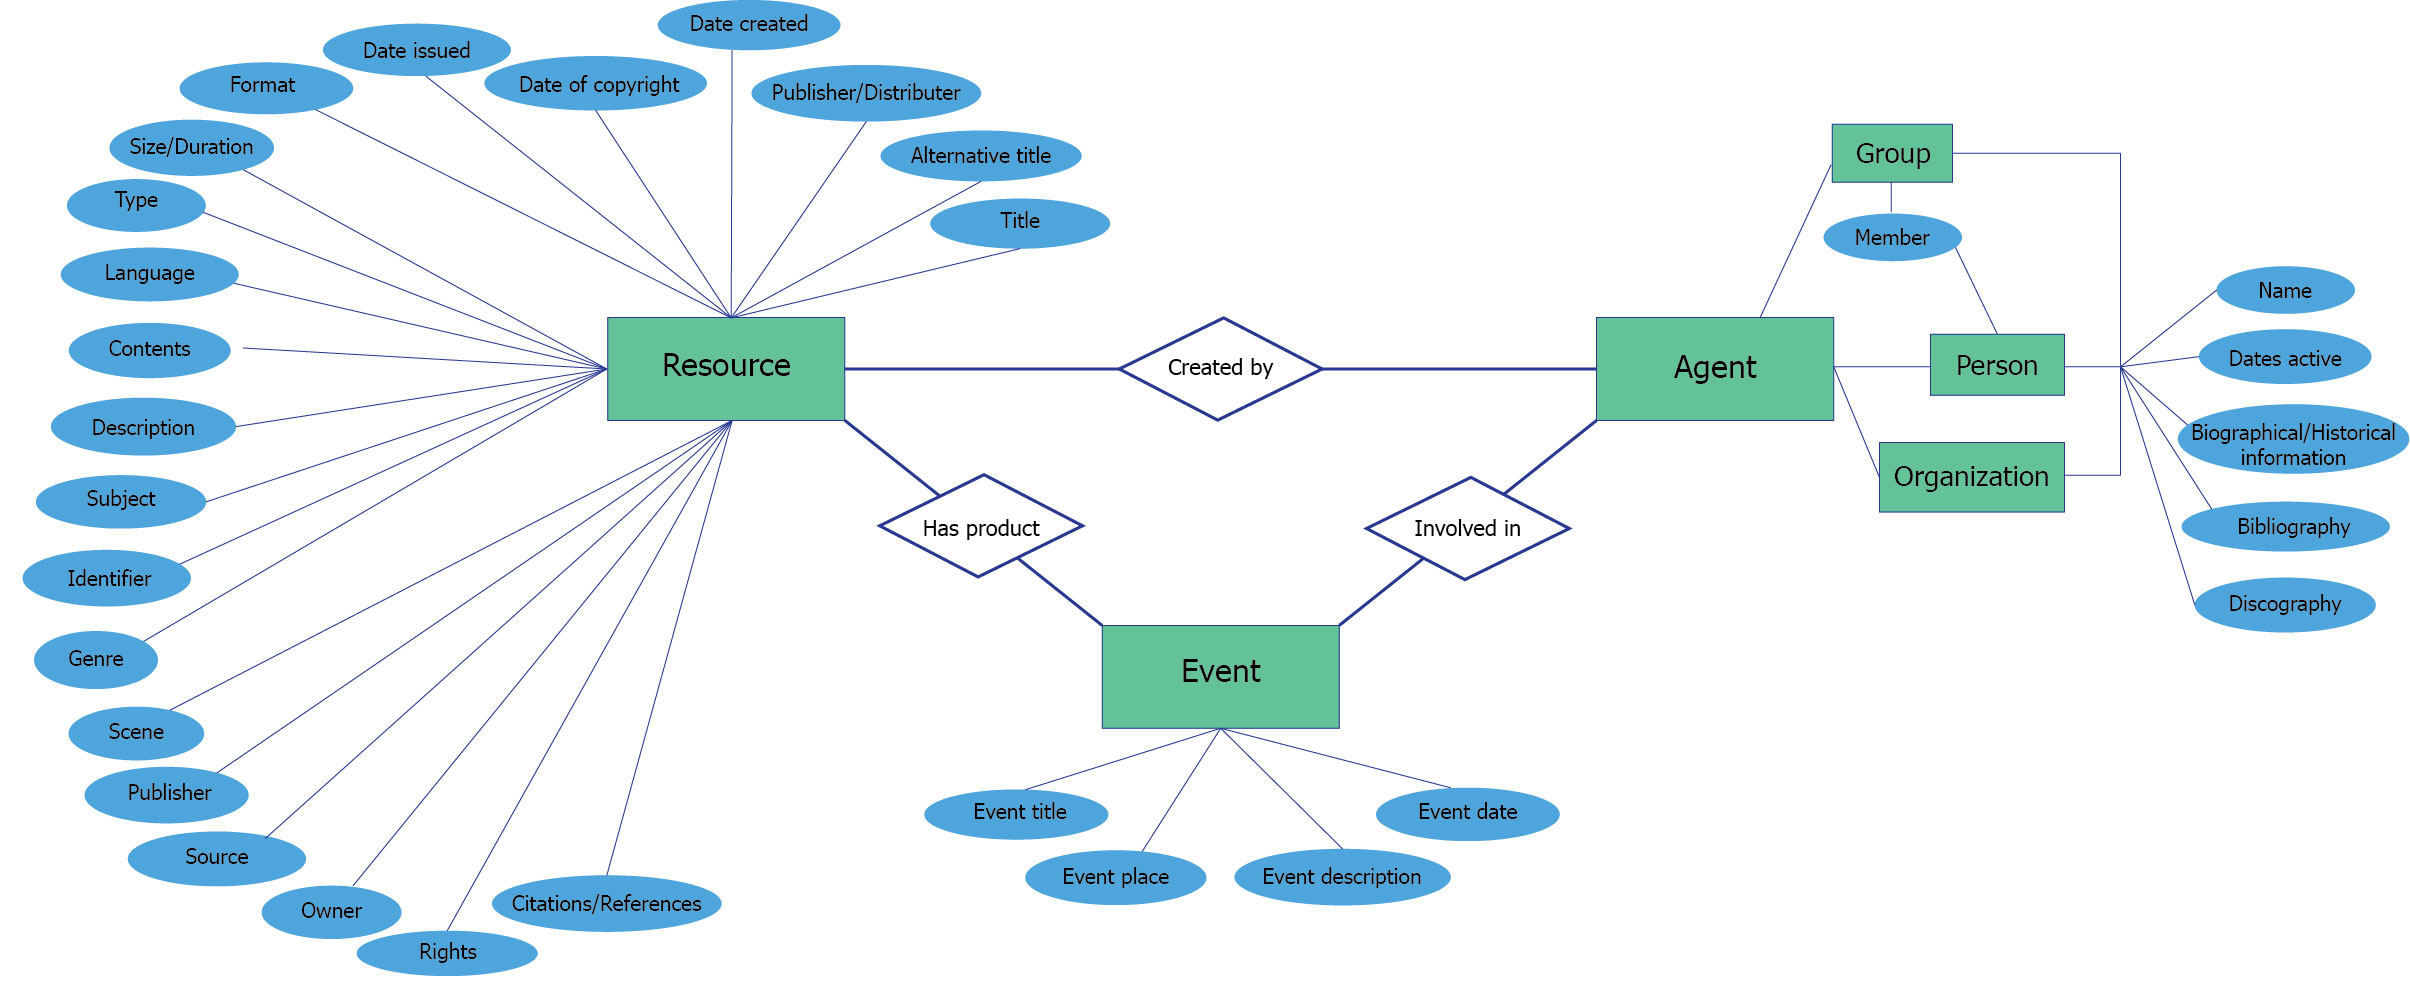 Date created
Date issued
Date of copyright
Format
Publisher/Distributer
Size/Duration
Alternative title
Type
Title
Language
Contents
Description
Subject
Identifier
Genre
Scene
Publisher
Source
Owner
Rights
Citations/References
Resource
Created by
Agent
Has product
Involved in
Event
Event title
Event place
Event description
Event date
Group
Member
Person
Organization
Name
Dates active
Biographical/Historical
information
Bibliography
Discography